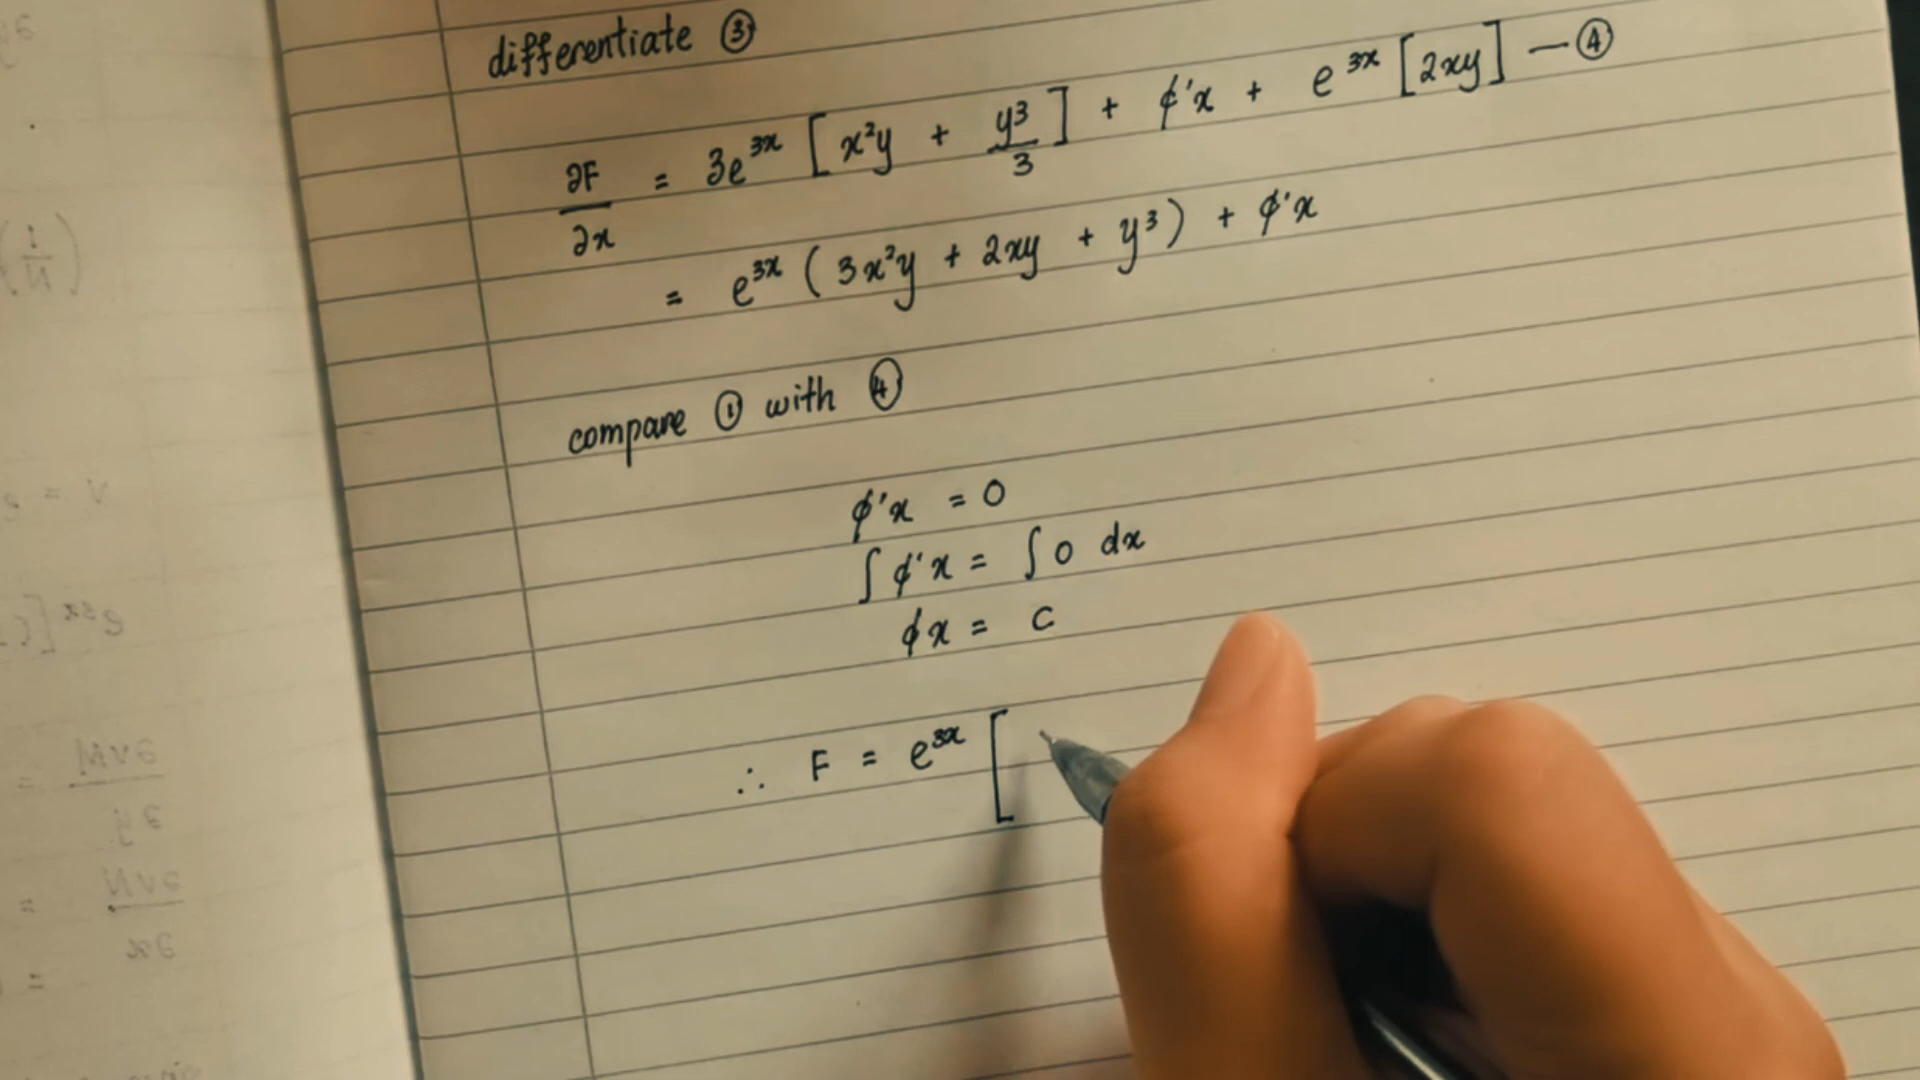 differentiate ③
∂F/∂x = 3e^{3x} [x²y + y³/3] + ϕ'x + e^{3x} [2xy] — ④
= e^{3x} (3x²y + 2xy + y³) + ϕ'x
compare ① with ④
ϕ'x = 0
∫ ϕ'x = ∫ 0 dx
ϕx = c
∴ F = e^{3x} [